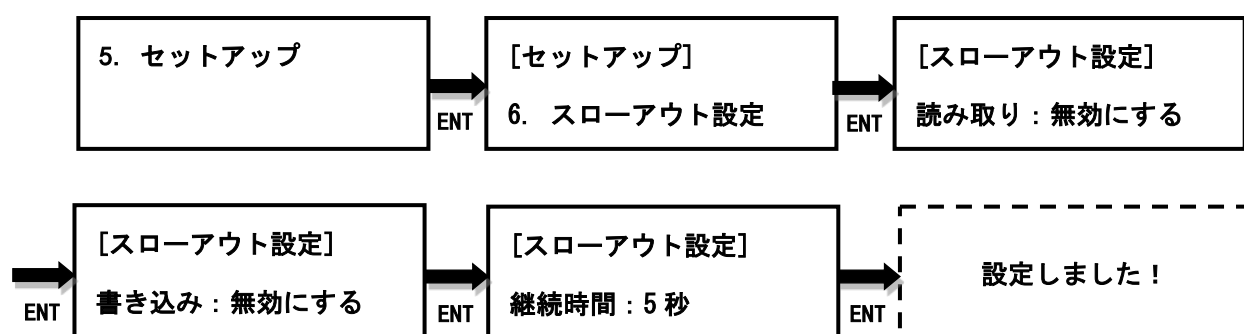 5. セットアップ
ENT
[セットアップ]
6. スローアウト設定
ENT
[スローアウト設定]
読み取り：無効にする
ENT
[スローアウト設定]
書き込み：無効にする
ENT
[スローアウト設定]
継続時間：5秒
ENT
設定しました！